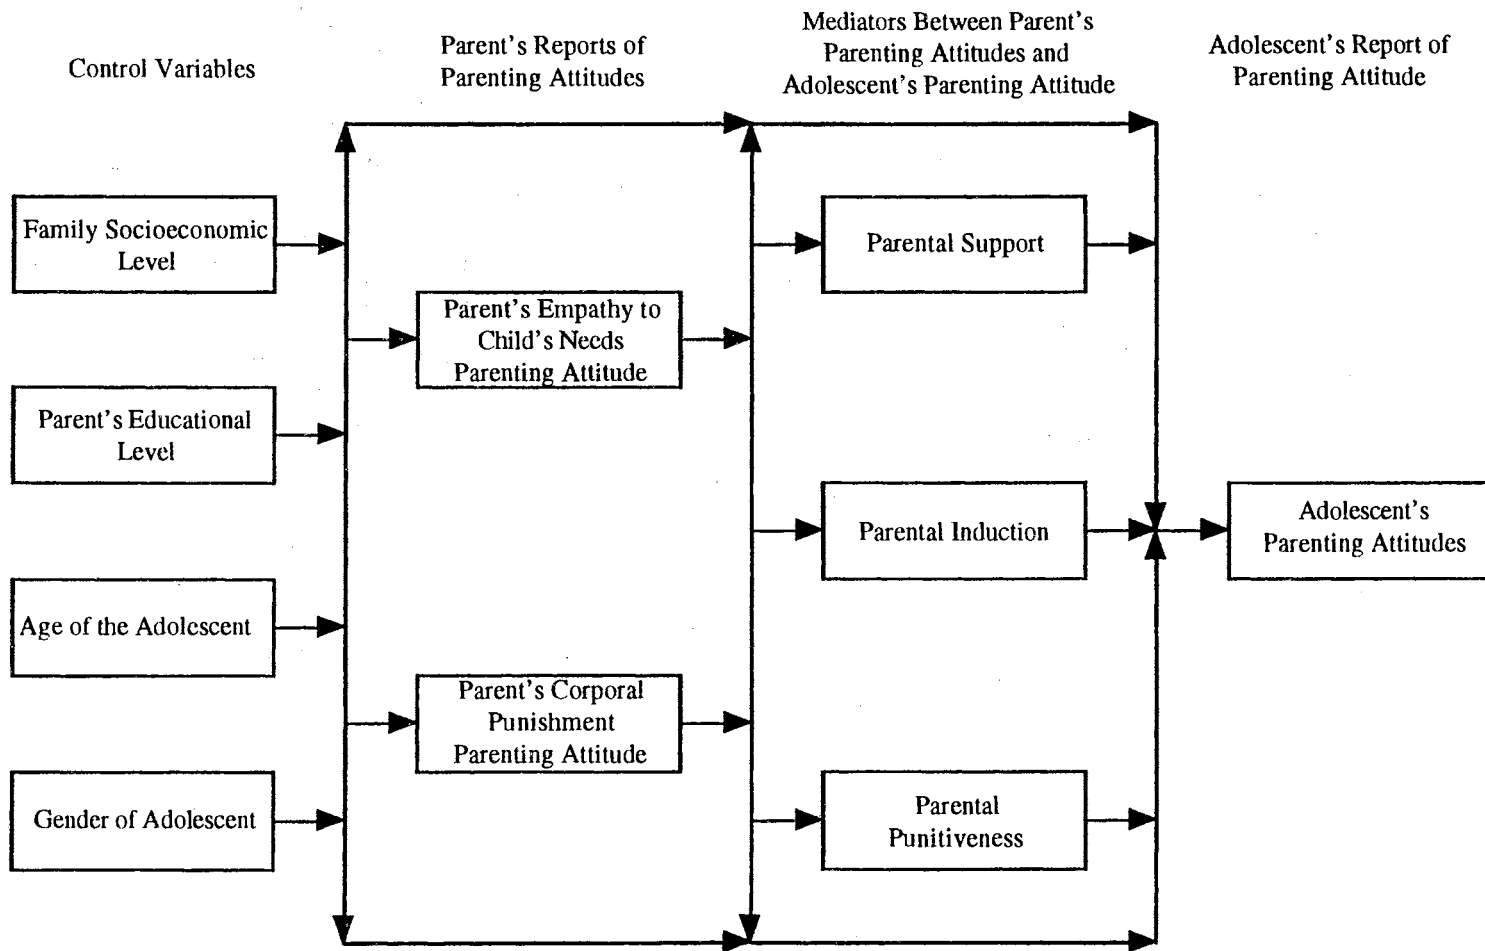 Control Variables
Parent's Reports of
Parenting Attitudes
Mediators Between Parent's
Parenting Attitudes and
Adolescent's Parenting Attitude
Adolescent's Report of
Parenting Attitude
Family Socioeconomic
Level
Parent's Educational
Level
Age of the Adolescent
Gender of Adolescent
Parent's Empathy to
Child's Needs
Parenting Attitude
Parent's Corporal
Punishment
Parenting Attitude
Parental Support
Parental Induction
Parental
Punitiveness
Adolescent's
Parenting Attitudes